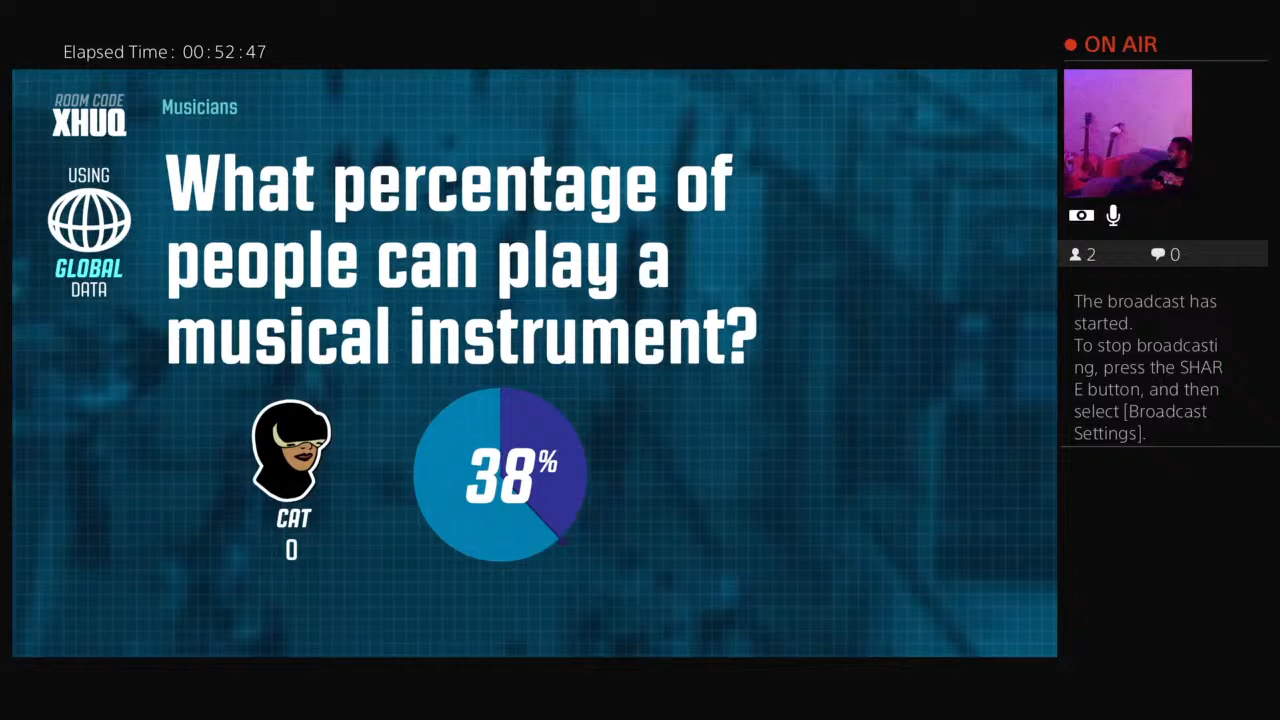 Elapsed Time: 00:52:47
ON AIR
ROOM CODE
XHUQ
Musicians
USING
GLOBAL
DATA
What percentage of
people can play a
musical instrument?
38%
CAT
0
2
0
The broadcast has
started.
To stop broadcasti
ng, press the SHAR
E button, and then
select [Broadcast
Settings].